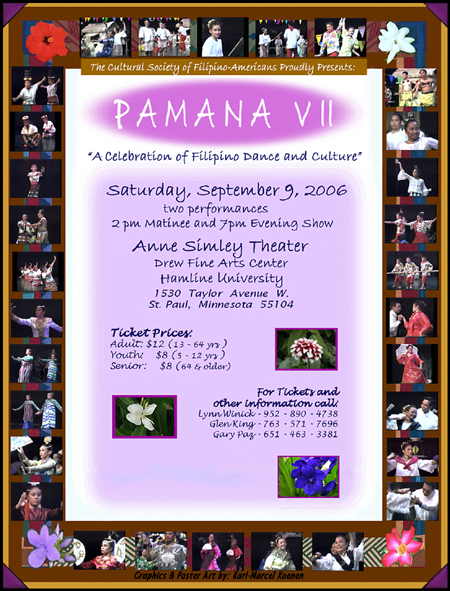 The Cultural Society of Filipino-Americans Proudly Presents:
PAMANA VII
"A Celebration of Filipino Dance and Culture"
Saturday, September 9, 2006
two performances
2 pm Matinee and 7pm Evening Show
Anne Simley Theater
Drew Fine Arts Center
Hamline University
1530 Taylor Avenue W.
St. Paul, Minnesota 55104
Ticket Prices:
Adult: $12 (13 - 64 yrs)
Youth: $8 (5 - 12 yrs)
Senior: $8 (64 & older)
For Tickets and
other information call:
Lynn Winick - 952 - 890 - 4738
Glen King - 763 - 571 - 7696
Gary Paz - 651 - 463 - 3381
Graphics & Poster Art by: Karl-Marcel Koenen